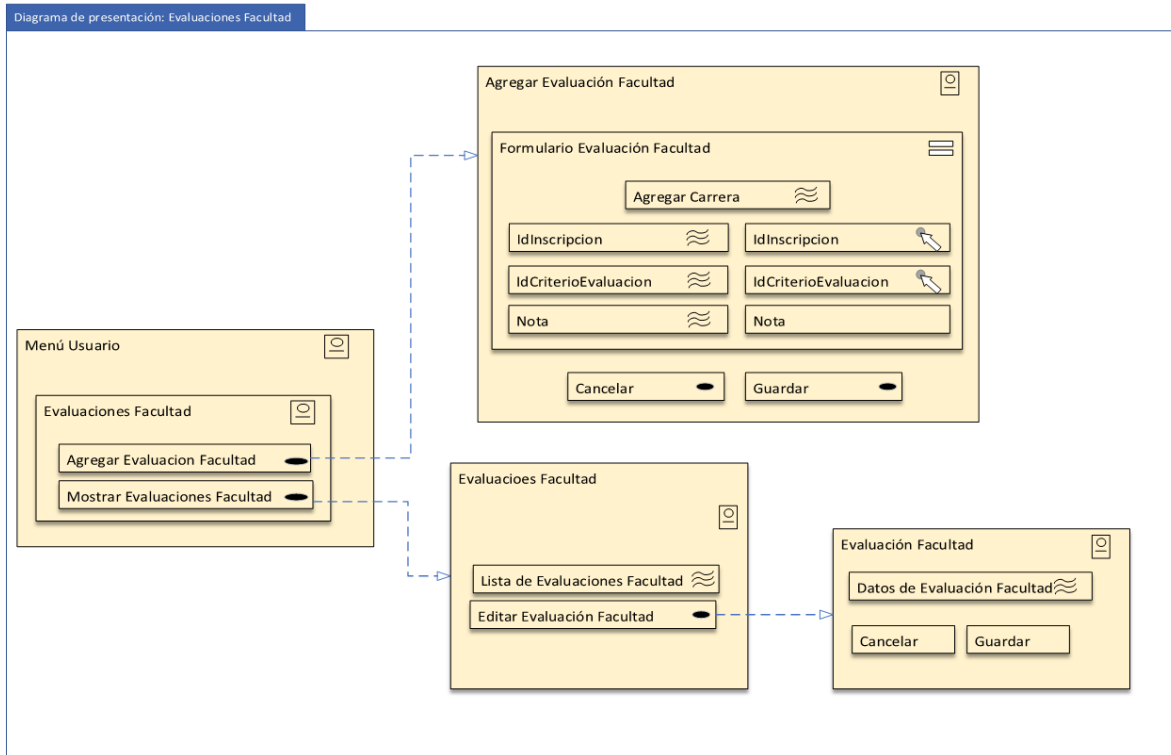 Diagrama de presentación: Evaluaciones Facultad
Agregar Evaluación Facultad
Formulario Evaluación Facultad
Agregar Carrera
IdInscripcion
IdInscripcion
IdCriterioEvaluacion
IdCriterioEvaluacion
Nota
Nota
Cancelar
Guardar
Menú Usuario
Evaluaciones Facultad
Agregar Evaluacion Facultad
Mostrar Evaluaciones Facultad
Evaluacioes Facultad
Lista de Evaluaciones Facultad
Editar Evaluación Facultad
Evaluación Facultad
Datos de Evaluación Facultad
Cancelar
Guardar